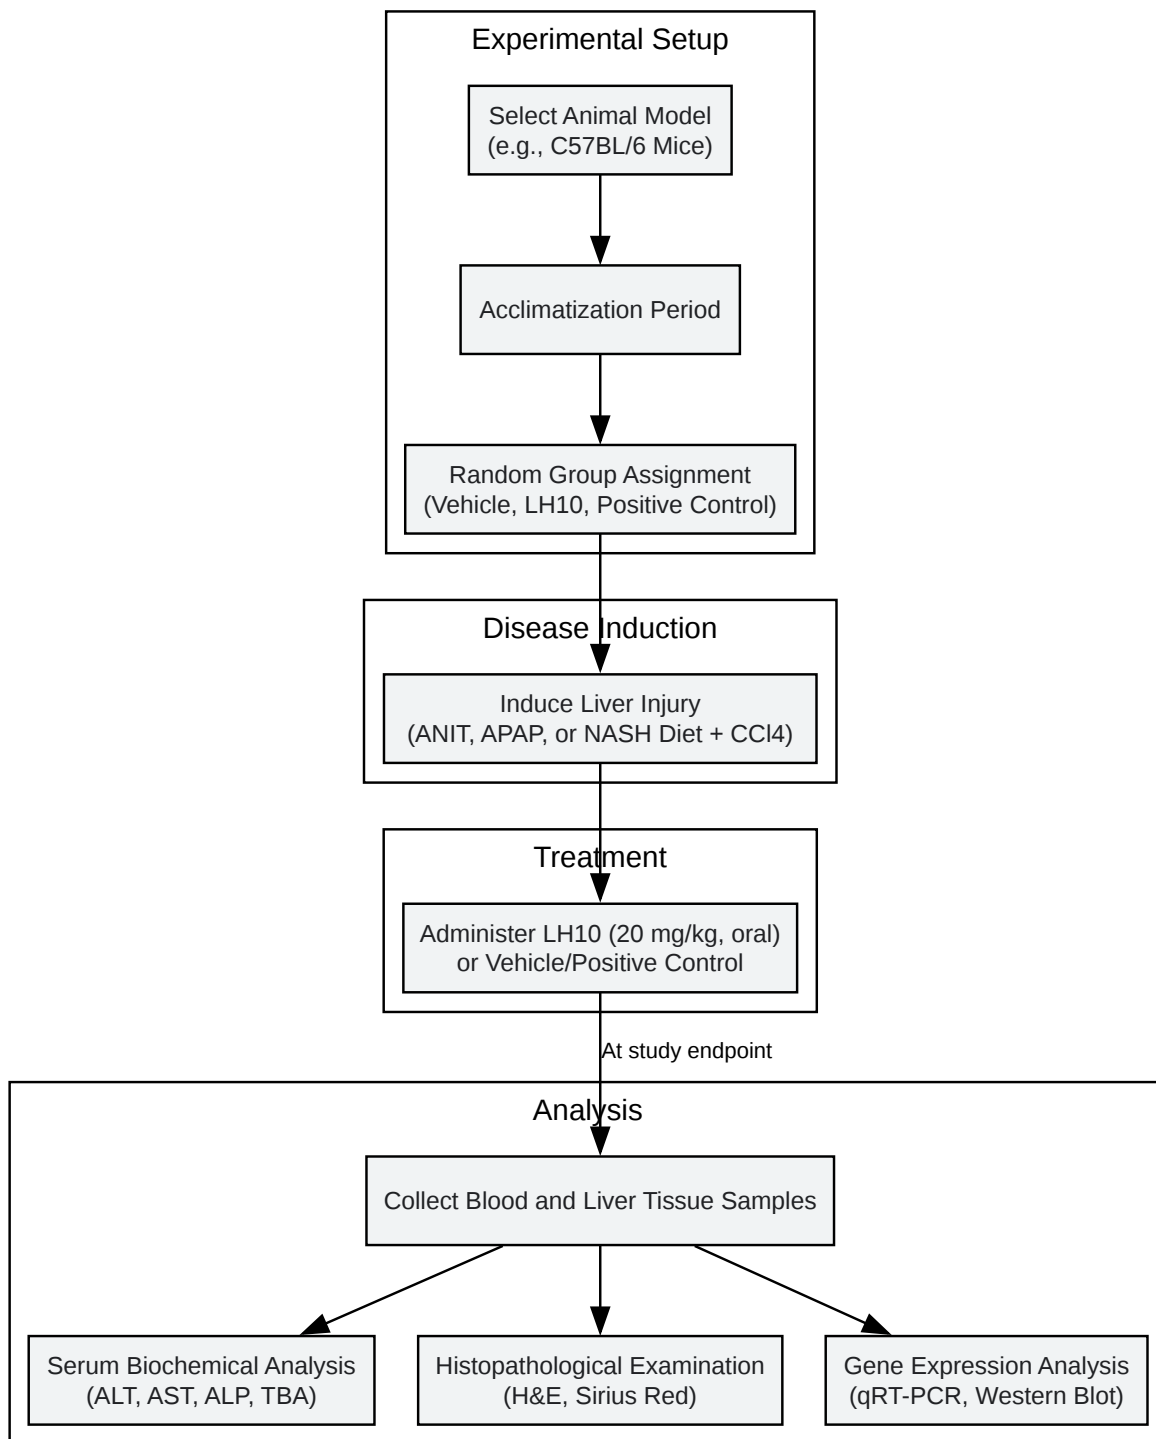 Experimental Setup
Select Animal Model
(e.g., C57BL/6 Mice)
Acclimatization Period
Random Group Assignment
(Vehicle, LH10, Positive Control)
Disease Induction
Induce Liver Injury
(ANIT, APAP, or NASH Diet + CCl4)
Treatment
Administer LH10 (20 mg/kg, oral)
or Vehicle/Positive Control
At study endpoint
Analysis
Collect Blood and Liver Tissue Samples
Serum Biochemical Analysis
(ALT, AST, ALP, TBA)
Histopathological Examination
(H&E, Sirius Red)
Gene Expression Analysis
(qRT-PCR, Western Blot)